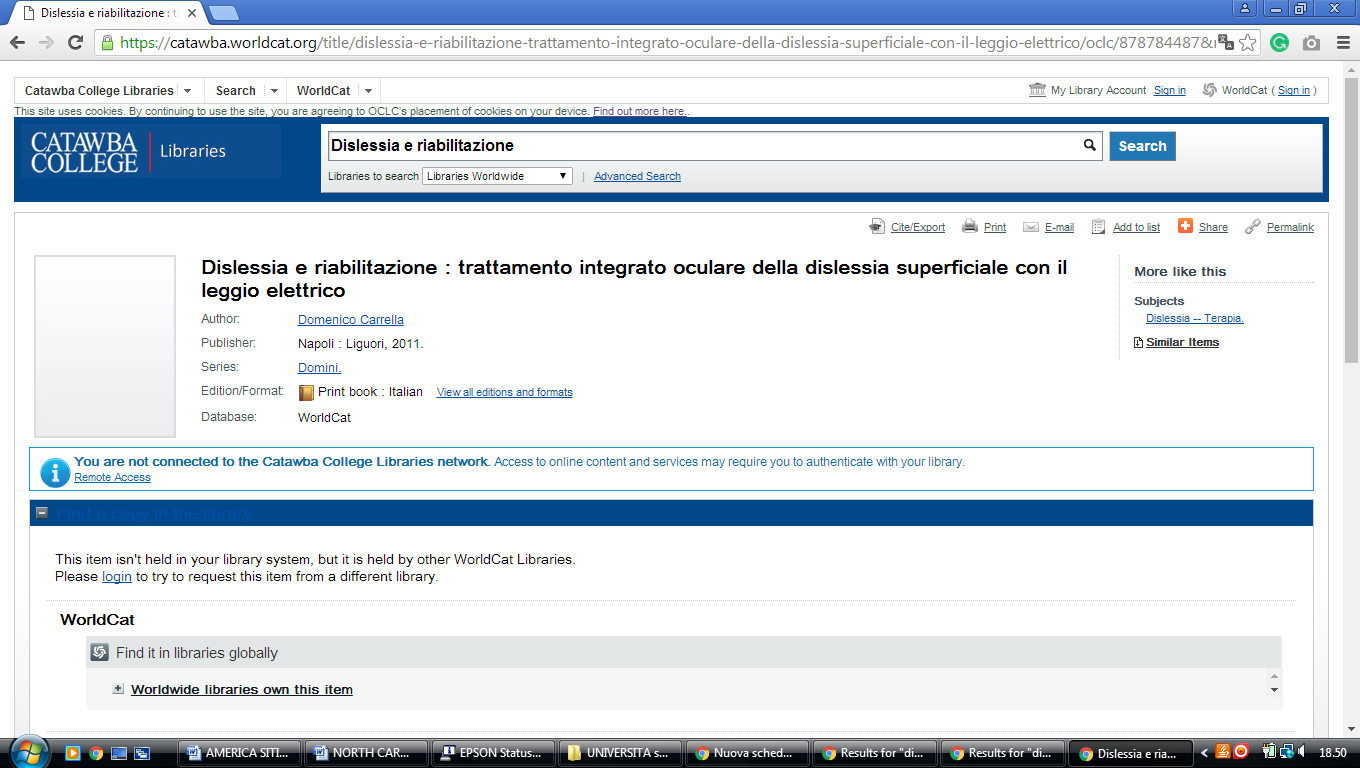 Dislessia e riabilitazione : t
https://catawba.worldcat.org/title/dislessia-e-riabilitazione-trattamento-integrato-oculare-della-dislessia-superficiale-con-il-leggio-elettrico/oclc/878784487&
Catawba College Libraries Search WorldCat My Library Account Sign in WorldCat ( Sign in )
This site uses cookies. By continuing to use the site, you are agreeing to OCLC's placement of cookies on your device. Find out more here..
CATAWBA COLLEGE Libraries
Dislessia e riabilitazione Search
Libraries to search Libraries Worldwide | Advanced Search
Cite/Export Print E-mail Add to list Share Permalink
Dislessia e riabilitazione : trattamento integrato oculare della dislessia superficiale con il
leggio elettrico
Author: Domenico Carrella
Publisher: Napoli : Liguori, 2011.
Series: Domini.
Edition/Format: Print book : Italian View all editions and formats
Database: WorldCat
More like this
Subjects
Dislessia -- Terapia.
Similar Items
You are not connected to the Catawba College Libraries network. Access to online content and services may require you to authenticate with your library.
Remote Access
Find a copy in the library
This item isn't held in your library system, but it is held by other WorldCat Libraries.
Please login to try to request this item from a different library.
WorldCat
Find it in libraries globally
Worldwide libraries own this item
AMERICA SITI... NORTH CAR... EPSON Status... UNIVERSITA s... Nuova sched... Results for "di... Results for "di... Dislessia e ria... 18.50